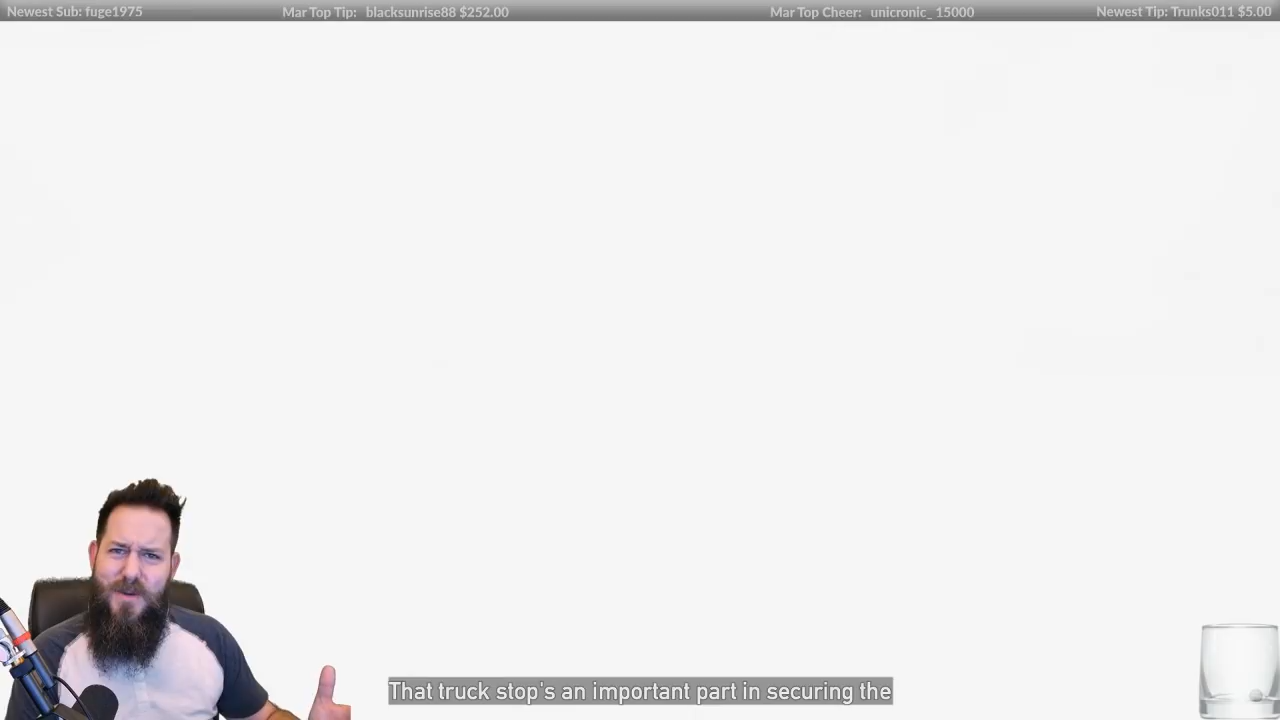 Newest Sub: fuge1975
Mar Top Tip: blacksunrise88 $252.00
Mar Top Cheer: unicronic_ 15000
Newest Tip: Trunks011 $5.00
That truck stop's an important part in securing the